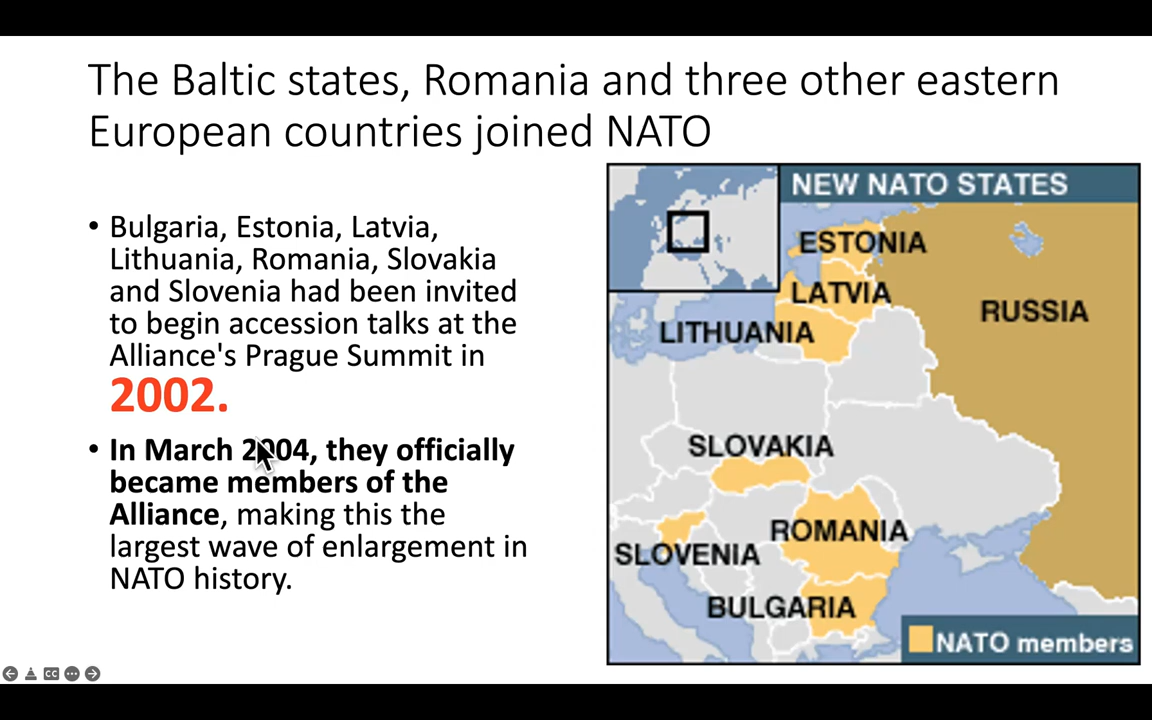 The Baltic states, Romania and three other eastern
European countries joined NATO
• Bulgaria, Estonia, Latvia,
Lithuania, Romania, Slovakia
and Slovenia had been invited
to begin accession talks at the
Alliance's Prague Summit in
2002.
• In March 2004, they officially
became members of the
Alliance, making this the
largest wave of enlargement in
NATO history.
NEW NATO STATES
ESTONIA
LATVIA
RUSSIA
LITHUANIA
SLOVAKIA
ROMANIA
SLOVENIA
BULGARIA
NATO members
CC